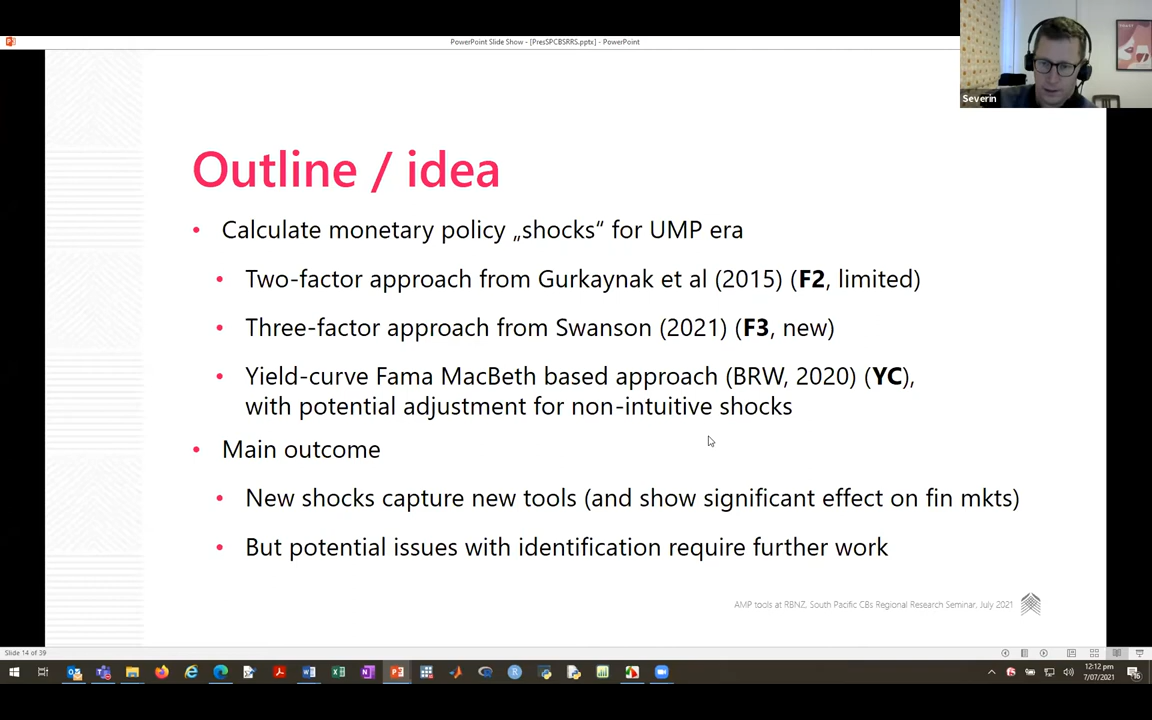 PowerPoint Slide Show - [PresSPCBSRRS.pptx] - PowerPoint
Severin
Outline / idea
• Calculate monetary policy „shocks“ for UMP era
• Two-factor approach from Gurkaynak et al (2015) (F2, limited)
• Three-factor approach from Swanson (2021) (F3, new)
• Yield-curve Fama MacBeth based approach (BRW, 2020) (YC),
with potential adjustment for non-intuitive shocks
• Main outcome
• New shocks capture new tools (and show significant effect on fin mkts)
• But potential issues with identification require further work
AMP tools at RBNZ, South Pacific CBs Regional Research Seminar, July 2021
Slide 14 of 39
12:12 pm
7/07/2021